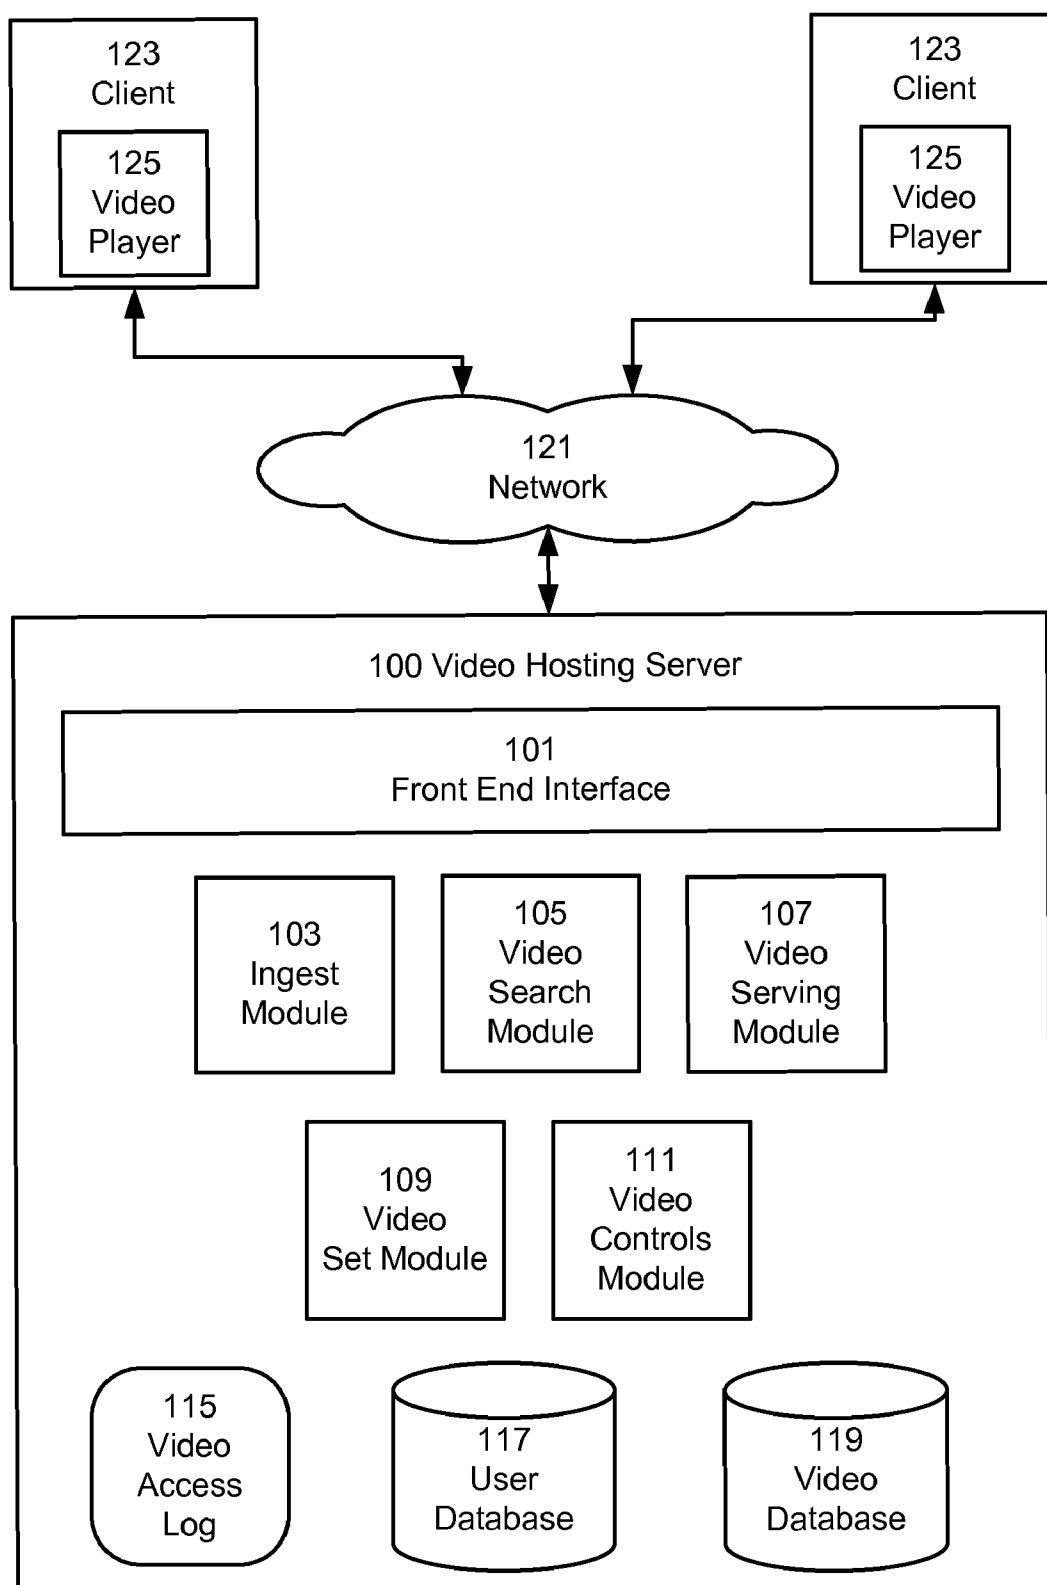 123
Client
125
Video
Player
123
Client
125
Video
Player
121
Network
100 Video Hosting Server
101
Front End Interface
103
Ingest
Module
105
Video
Search
Module
107
Video
Serving
Module
109
Video
Set Module
111
Video
Controls
Module
115
Video
Access
Log
117
User
Database
119
Video
Database